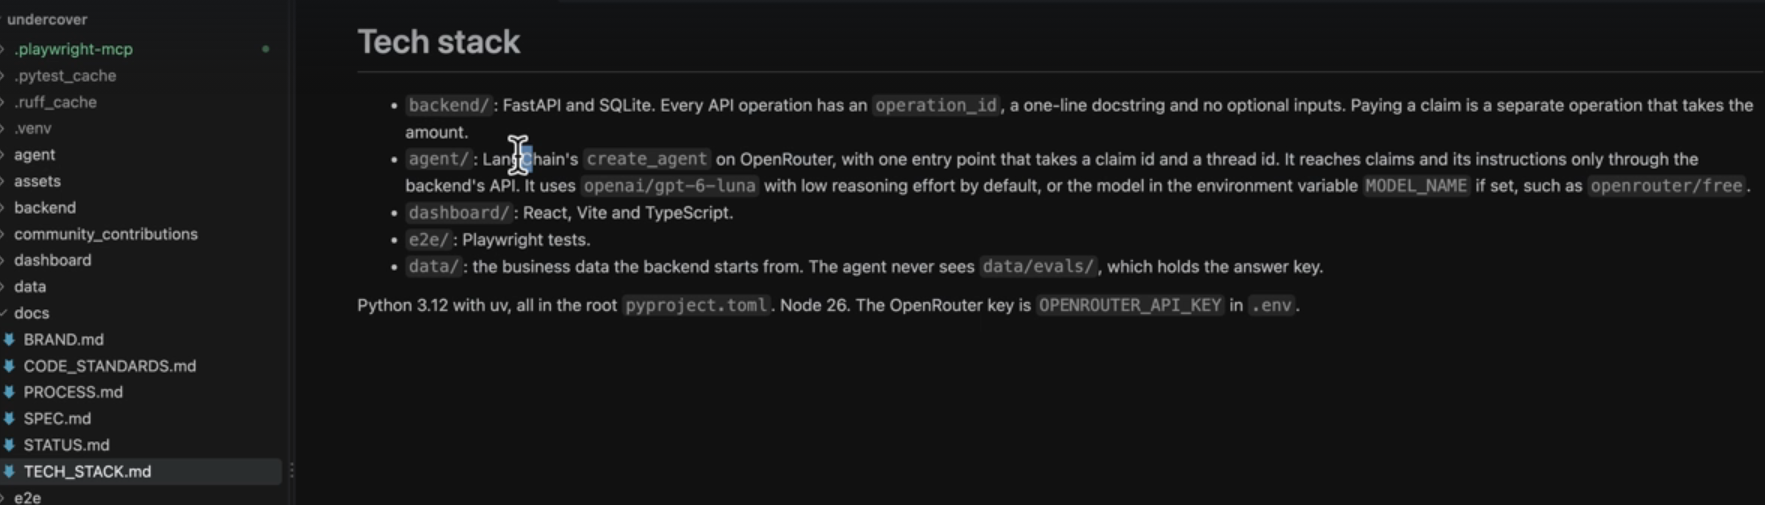 undercover
.playwright-mcp
.pytest_cache
.ruff_cache
.venv
agent
assets
backend
community_contributions
dashboard
data
docs
BRAND.md
CODE_STANDARDS.md
PROCESS.md
SPEC.md
STATUS.md
TECH_STACK.md
e2e
Tech stack
• backend/: FastAPI and SQLite. Every API operation has an operation_id, a one-line docstring and no optional inputs. Paying a claim is a separate operation that takes the
amount.
• agent/: LangChain's create_agent on OpenRouter, with one entry point that takes a claim id and a thread id. It reaches claims and its instructions only through the
backend's API. It uses openai/gpt-6-luna with low reasoning effort by default, or the model in the environment variable MODEL_NAME if set, such as openrouter/free.
• dashboard/: React, Vite and TypeScript.
• e2e/: Playwright tests.
• data/: the business data the backend starts from. The agent never sees data/evals/, which holds the answer key.
Python 3.12 with uv, all in the root pyproject.toml. Node 26. The OpenRouter key is OPENROUTER_API_KEY in .env.